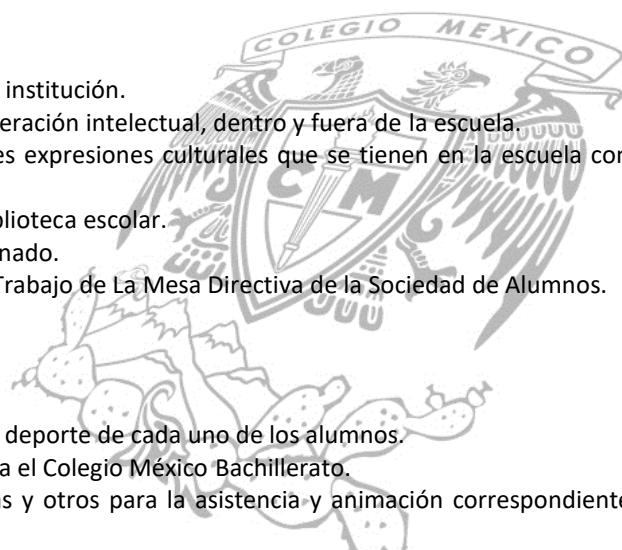 COLEGIO MEXICO
institución.
eración intelectual, dentro y fuera de la escuela.
es expresiones culturales que se tienen en la escuela con
C M
blioteca escolar.
nado.
Trabajo de La Mesa Directiva de la Sociedad de Alumnos.
deporte de cada uno de los alumnos.
a el Colegio México Bachillerato.
as y otros para la asistencia y animación correspondiente